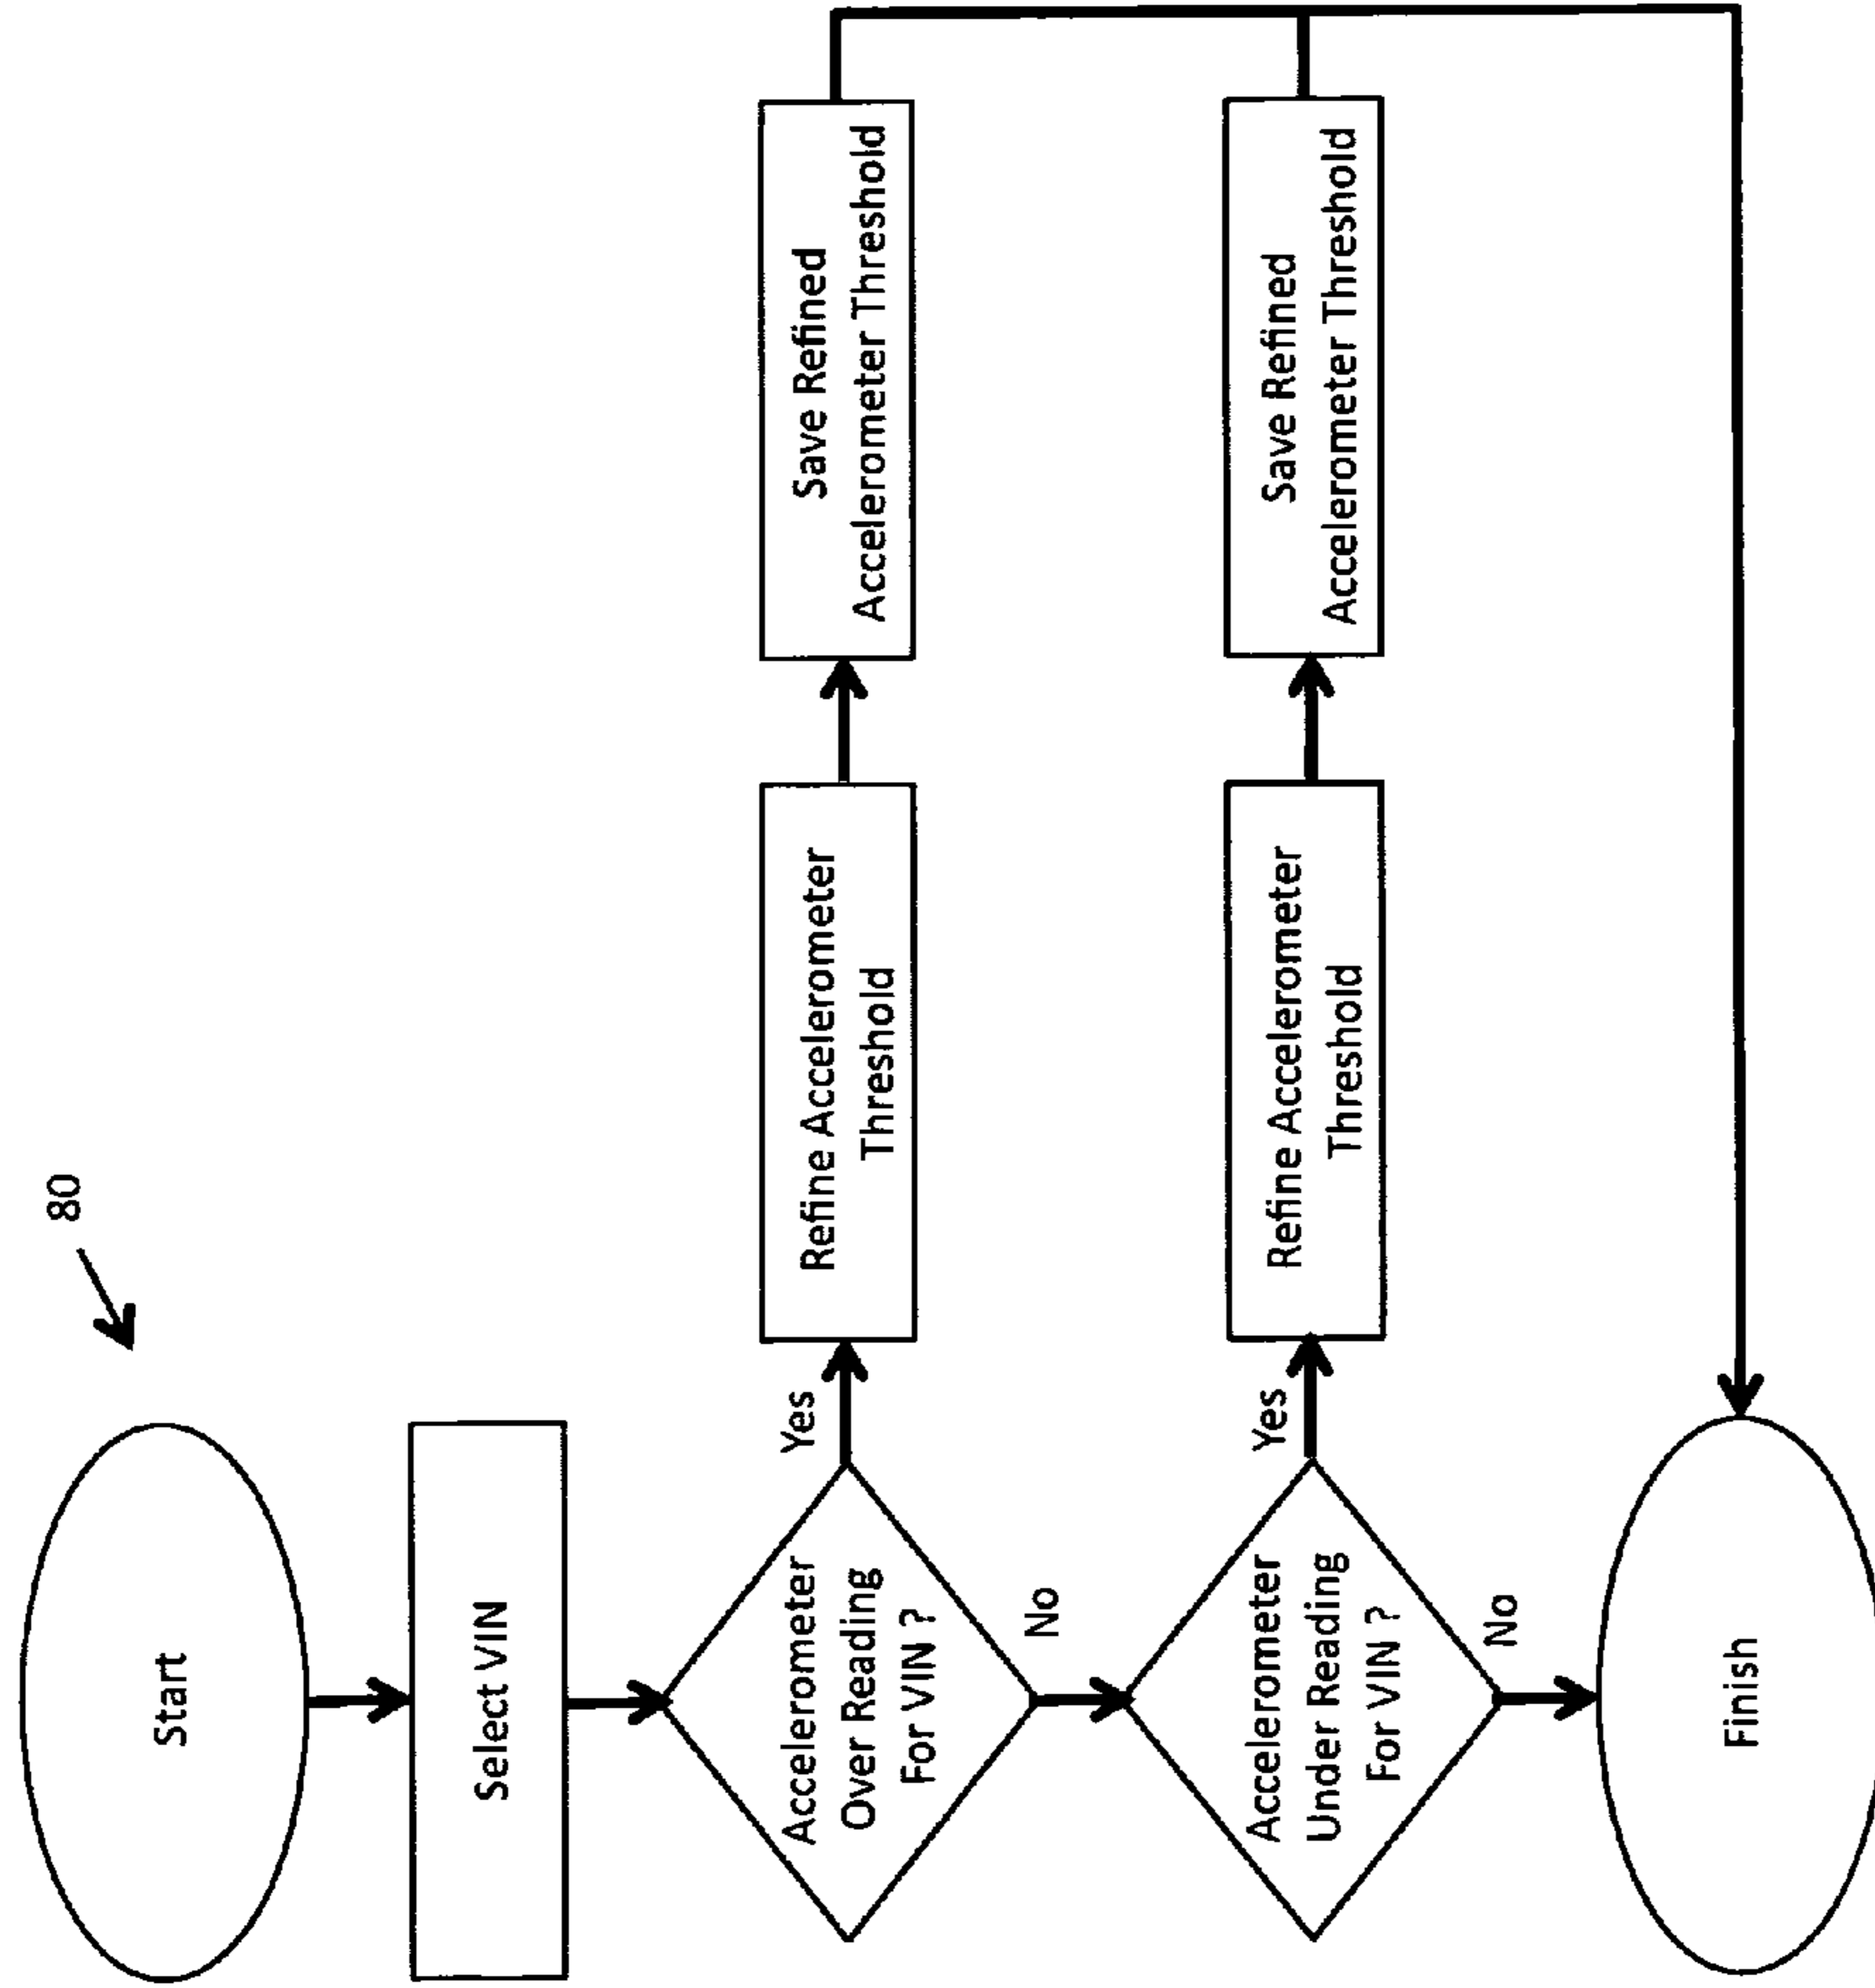 80
Start
Select VIN
Accelerometer
Over Reading
For VIN ?
Yes
Refine Accelerometer
Threshold
Save Refined
Accelerometer Threshold
No
Accelerometer
Under Reading
For VIN ?
Yes
Refine Accelerometer
Threshold
Save Refined
Accelerometer Threshold
No
Finish